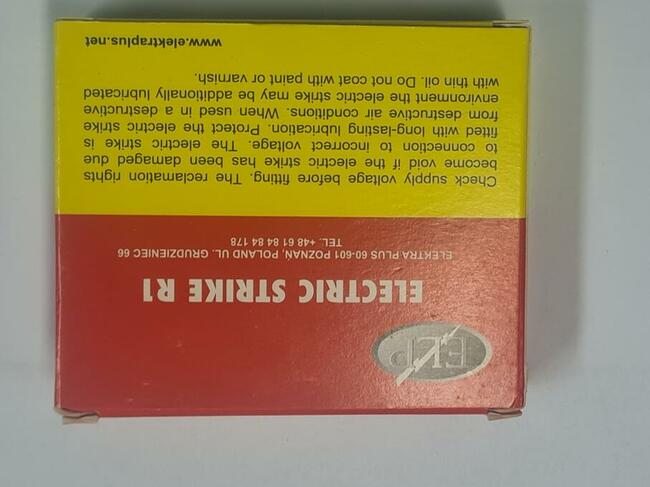 EEP
ELECTRIC STRIKE R1
ELEKTRA PLUS 60-601 POZNAŃ, POLAND UL. GRUDZIENIEC 66
TEL. +48 61 84 84 178
Check supply voltage before fitting. The reclamation rights
become void if the electric strike has been damaged due
to connection to incorrect voltage. The electric strike is
fitted with long-lasting lubrication. Protect the electric strike
from destructive air conditions. When used in a destructive
environment the electric strike may be additionally lubricated
with thin oil. Do not coat with paint or varnish.
www.elektraplus.net